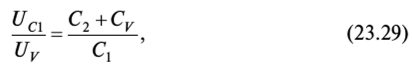 U_{C1}/U_V = (C_2 + C_V)/C_1, (23.29)